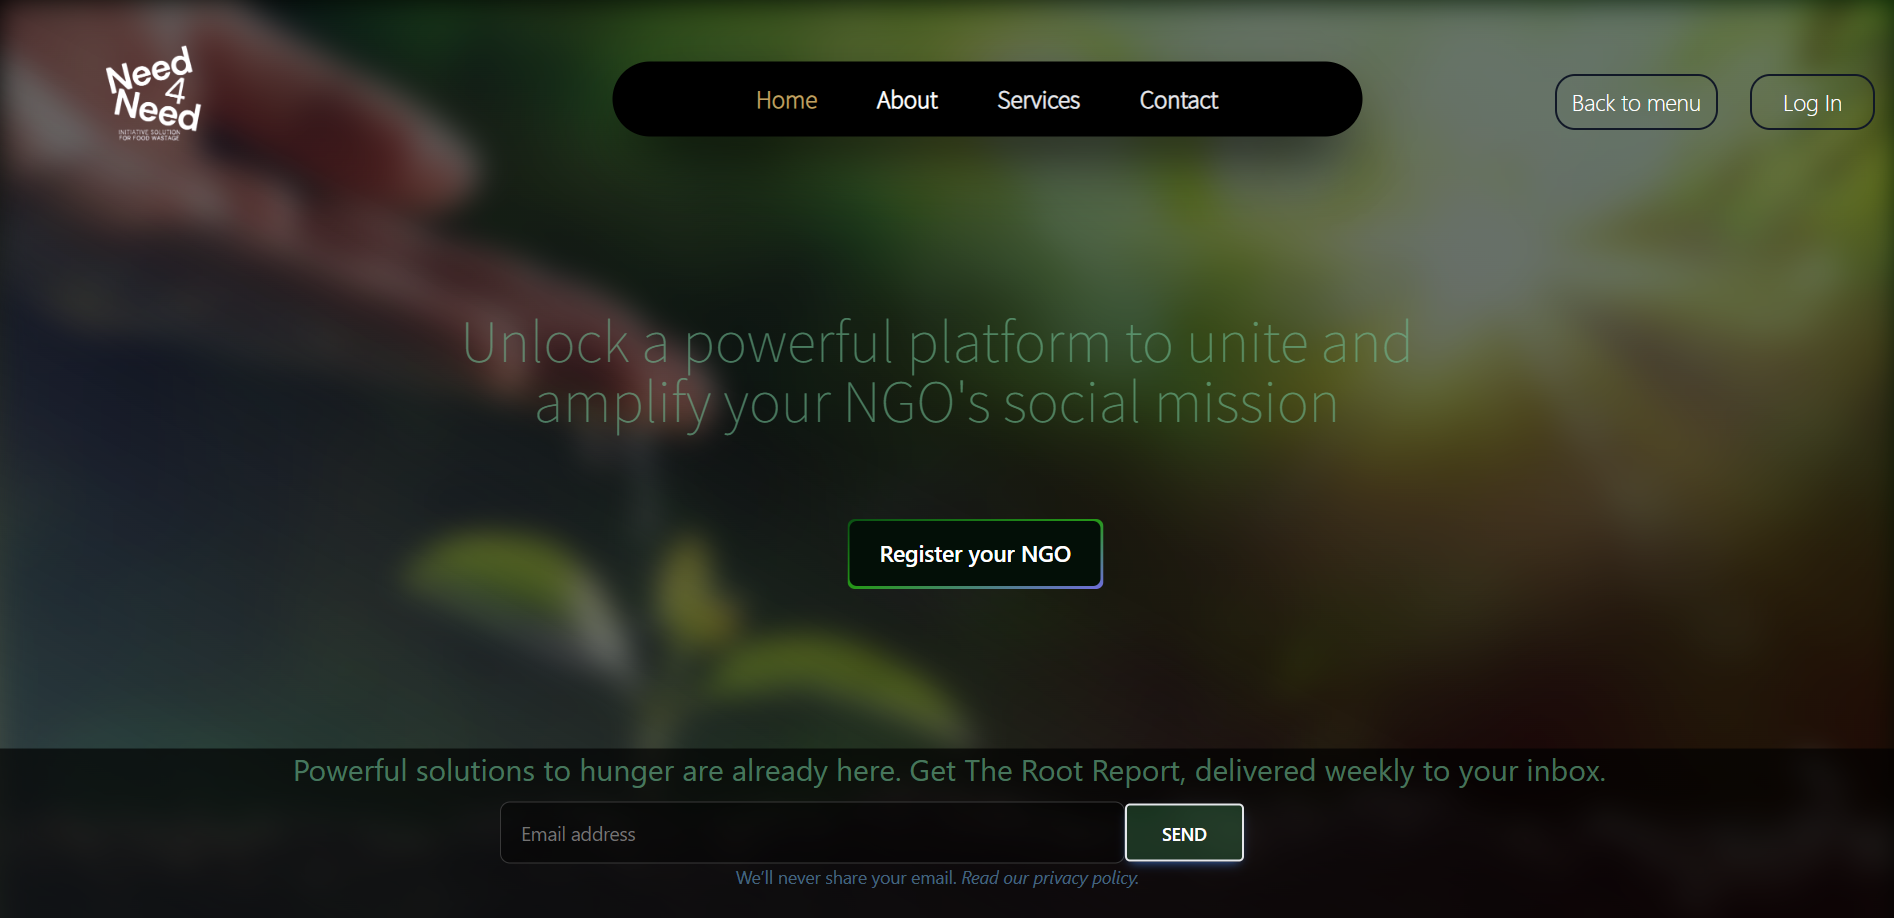 Need
4
Need
INITIATIVE SOLUTION
FOR FOOD WASTAGE
Home About Services Contact
Back to menu
Log In
Unlock a powerful platform to unite and
amplify your NGO's social mission
Register your NGO
Powerful solutions to hunger are already here. Get The Root Report, delivered weekly to your inbox.
Email address
SEND
We'll never share your email. Read our privacy policy.